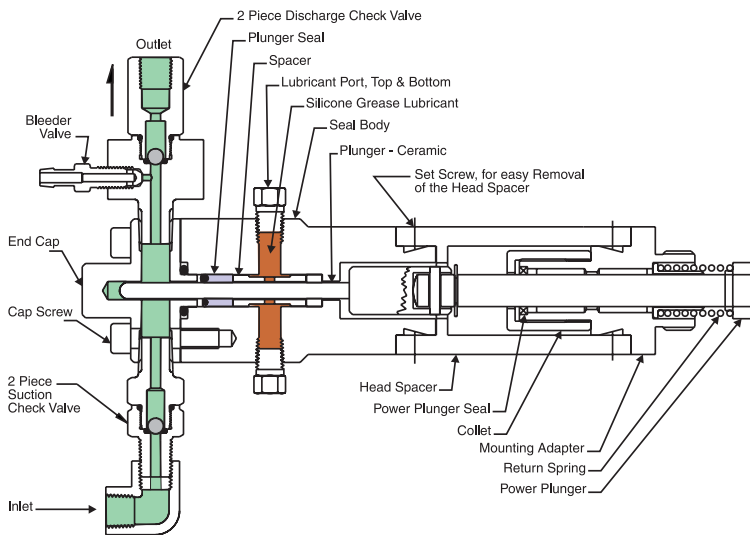 2 Piece Discharge Check Valve
Outlet
Plunger Seal
Spacer
Lubricant Port, Top & Bottom
Silicone Grease Lubricant
Bleeder
Valve
Seal Body
Plunger - Ceramic
Set Screw, for easy Removal
of the Head Spacer
End Cap
Cap Screw
2 Piece
Suction
Check Valve
Head Spacer
Power Plunger Seal
Collet
Mounting Adapter
Return Spring
Power Plunger
Inlet